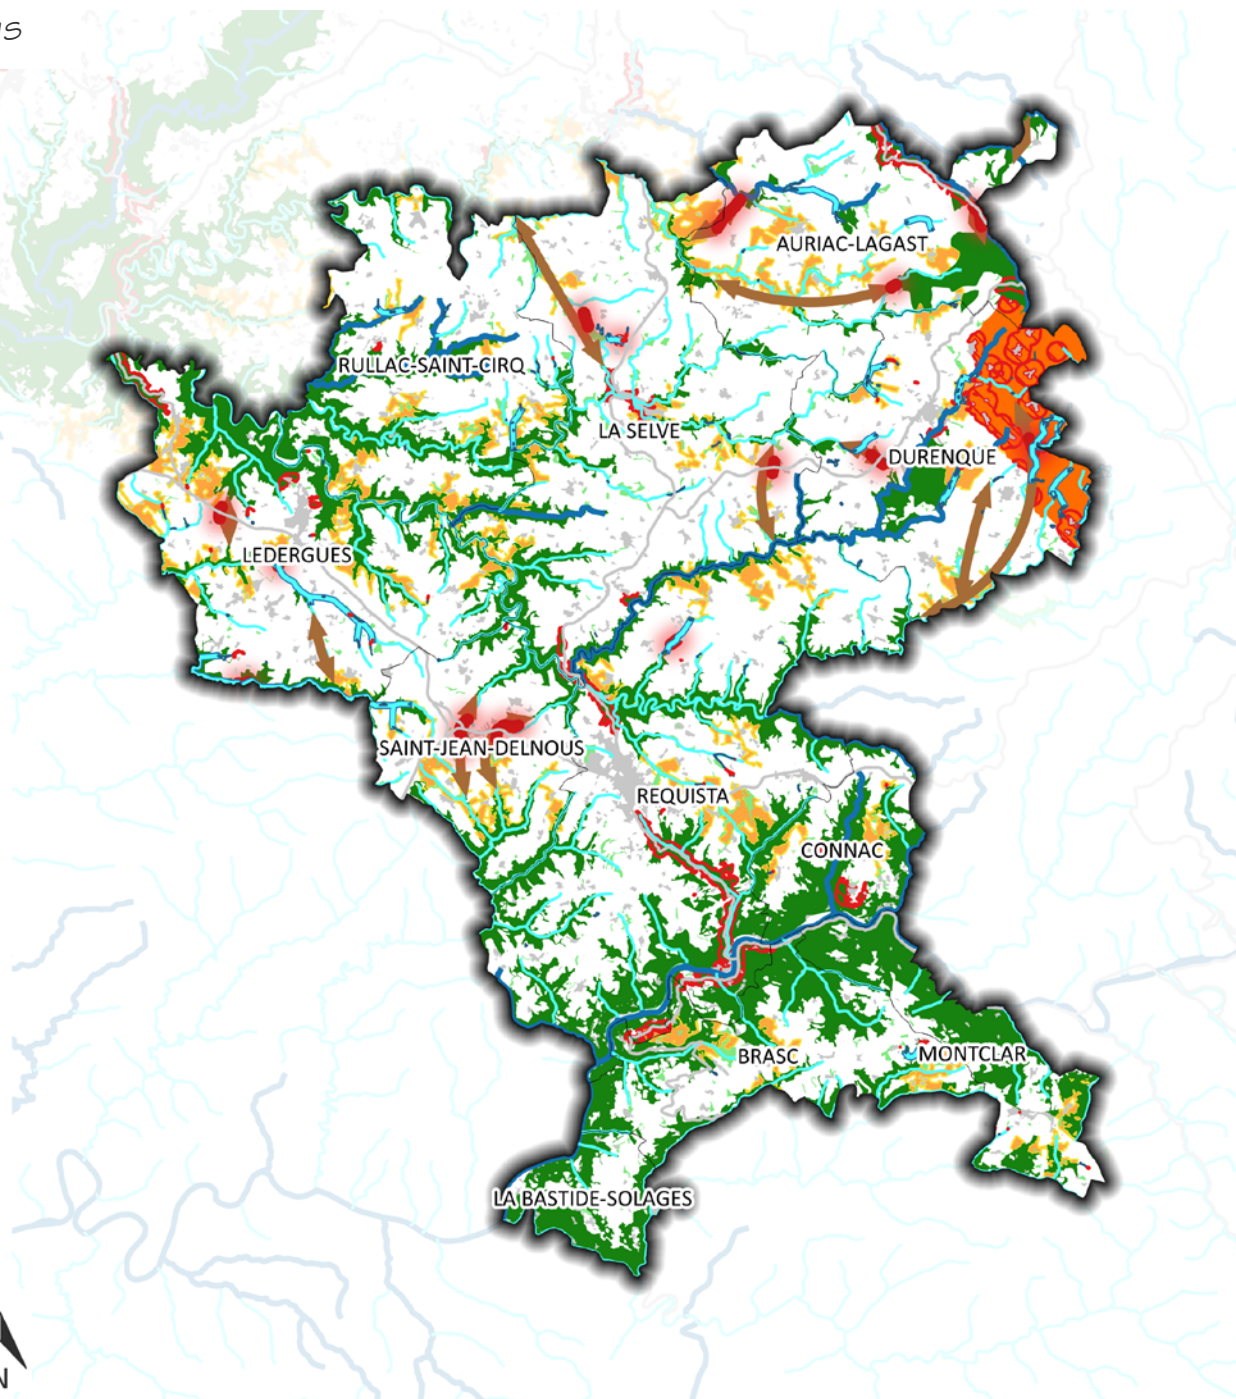 AURIAC-LAGAST
RULLAC-SAINT-CIRQ
LA SELVE
DURENQUE
LEDERGUES
SAINT-JEAN-DELNOUS
REQUISTA
CONNAC
BRASC
MONTCLAR
LA BASTIDE-SOLAGES
N